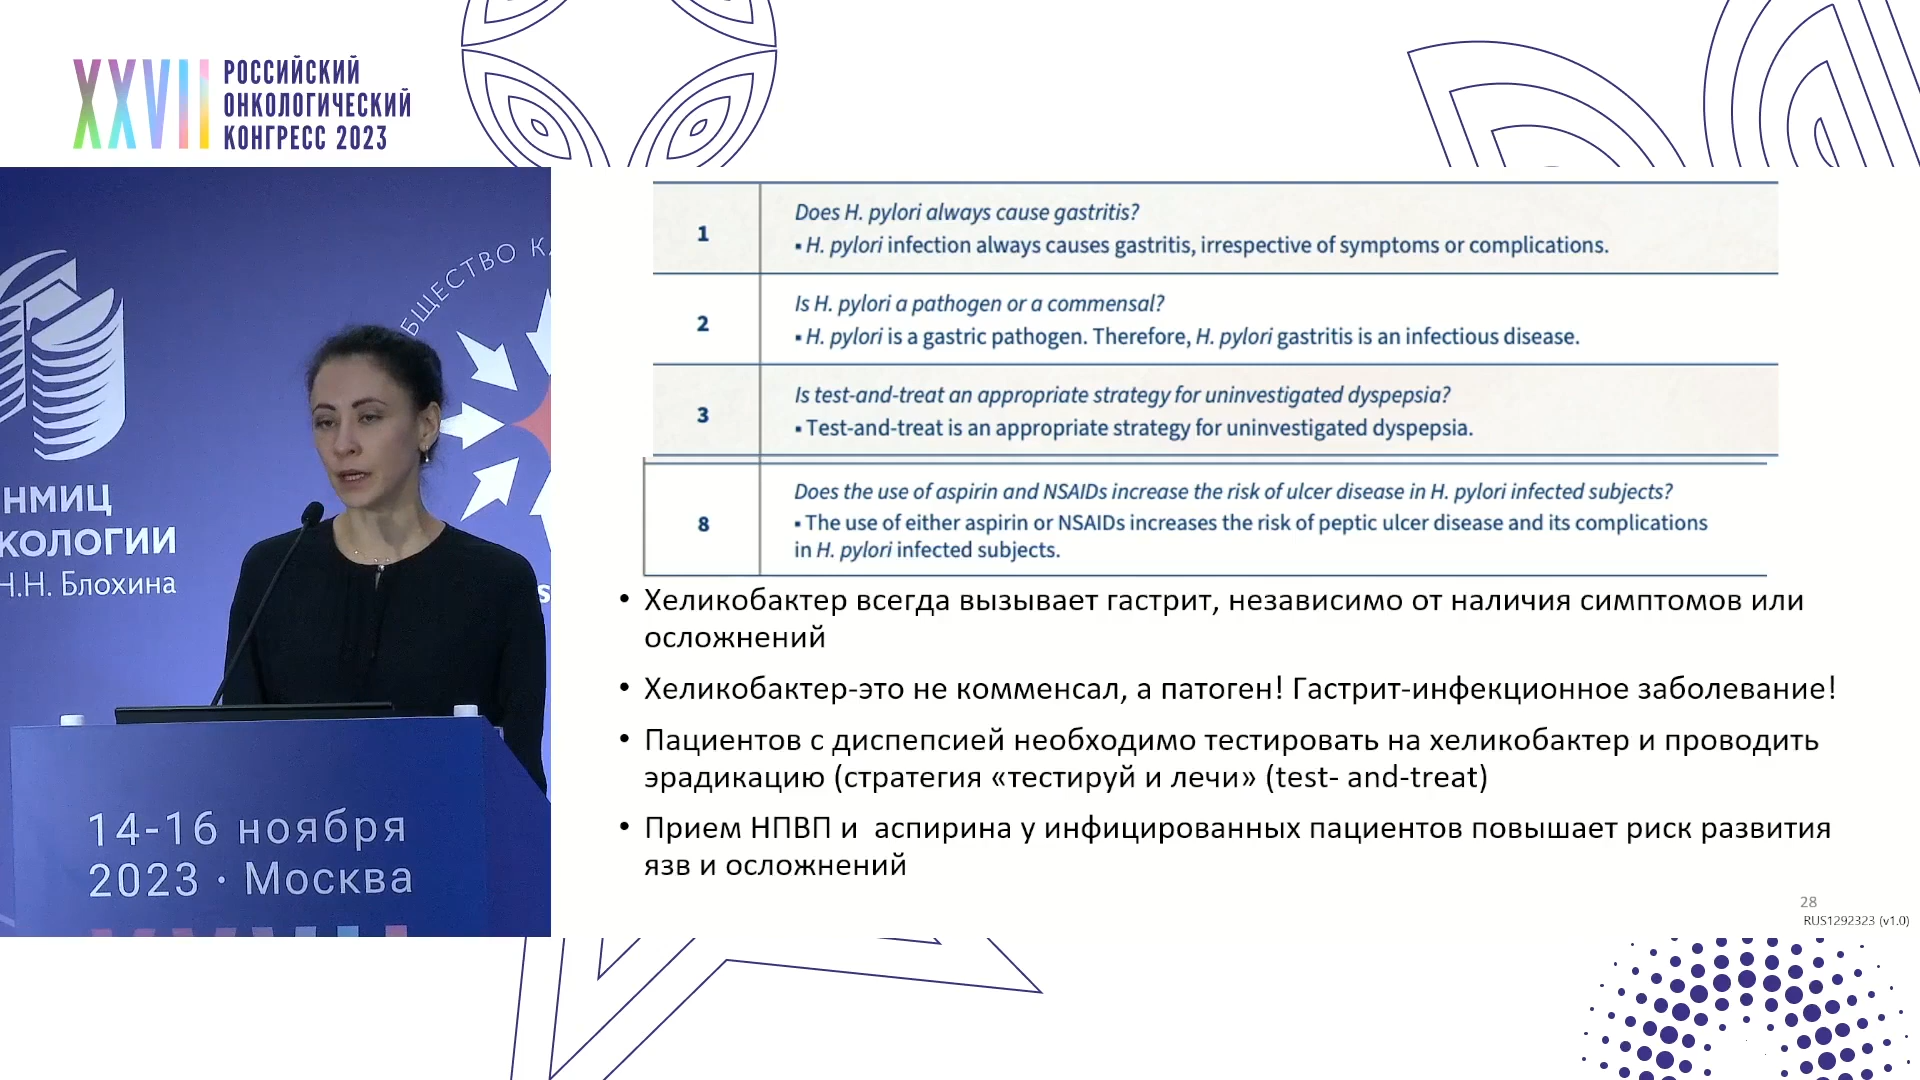 XXVII
РОССИЙСКИЙ
ОНКОЛОГИЧЕСКИЙ
КОНГРЕСС 2023
БЩЕСТВО К
НМИЦ
КОЛОГИИ
Н.Н. Блохина
s
14-16 ноября
2023 · Москва
1
Does H. pylori always cause gastritis?
▪ H. pylori infection always causes gastritis, irrespective of symptoms or complications.
2
Is H. pylori a pathogen or a commensal?
▪ H. pylori is a gastric pathogen. Therefore, H. pylori gastritis is an infectious disease.
3
Is test-and-treat an appropriate strategy for uninvestigated dyspepsia?
▪ Test-and-treat is an appropriate strategy for uninvestigated dyspepsia.
8
Does the use of aspirin and NSAIDs increase the risk of ulcer disease in H. pylori infected subjects?
▪ The use of either aspirin or NSAIDs increases the risk of peptic ulcer disease and its complications
in H. pylori infected subjects.
• Хеликобактер всегда вызывает гастрит, независимо от наличия симптомов или
осложнений
• Хеликобактер-это не комменсал, а патоген! Гастрит-инфекционное заболевание!
• Пациентов с диспепсией необходимо тестировать на хеликобактер и проводить
эрадикацию (стратегия «тестируй и лечи» (test- and-treat)
• Прием НПВП и  аспирина у инфицированных пациентов повышает риск развития
язв и осложнений
28
RUS1292323 (v1.0)